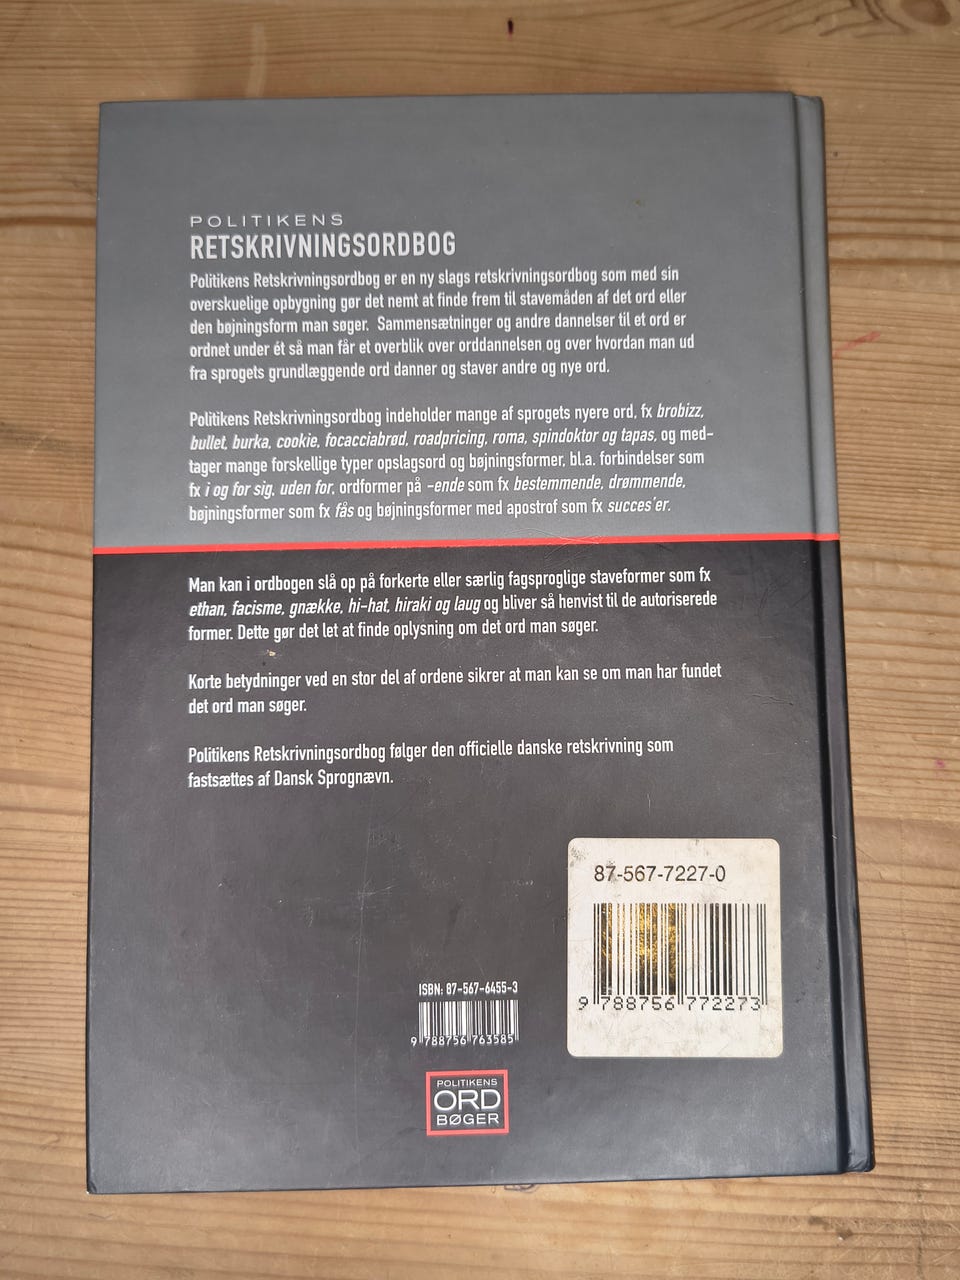 POLITIKENS
RETSKRIVNINGSORDBOG
Politikens Retskrivningsordbog er en ny slags retskrivningsordbog som med sin
overskuelige opbygning gør det nemt at finde frem til stavemåden af det ord eller
den bøjningsform man søger. Sammensætninger og andre dannelser til et ord er
ordnet under ét så man får et overblik over orddannelsen og over hvordan man ud
fra sprogets grundlæggende ord danner og staver andre og nye ord.
Politikens Retskrivningsordbog indeholder mange af sprogets nyere ord, fx brobizz,
bullet, burka, cookie, focacciabrød, roadpricing, roma, spindoktor og tapas, og med-
tager mange forskellige typer opslagsord og bøjningsformer, bl.a. forbindelser som
fx i og for sig, uden for, ordformer på -ende som fx bestemmende, drømmende,
bøjningsformer som fx fås og bøjningsformer med apostrof som fx succes'er.
Man kan i ordbogen slå op på forkerte eller særlig fagsproglige staveformer som fx
ethan, facisme, gnække, hi-hat, hiraki og laug og bliver så henvist til de autoriserede
former. Dette gør det let at finde oplysning om det ord man søger.
Korte betydninger ved en stor del af ordene sikrer at man kan se om man har fundet
det ord man søger.
Politikens Retskrivningsordbog følger den officielle danske retskrivning som
fastsættes af Dansk Sprognævn.
87-567-7227-0
9 788756 772273
ISBN: 87-567-6455-3
9 788756 763585
POLITIKENS
ORD
BØGER